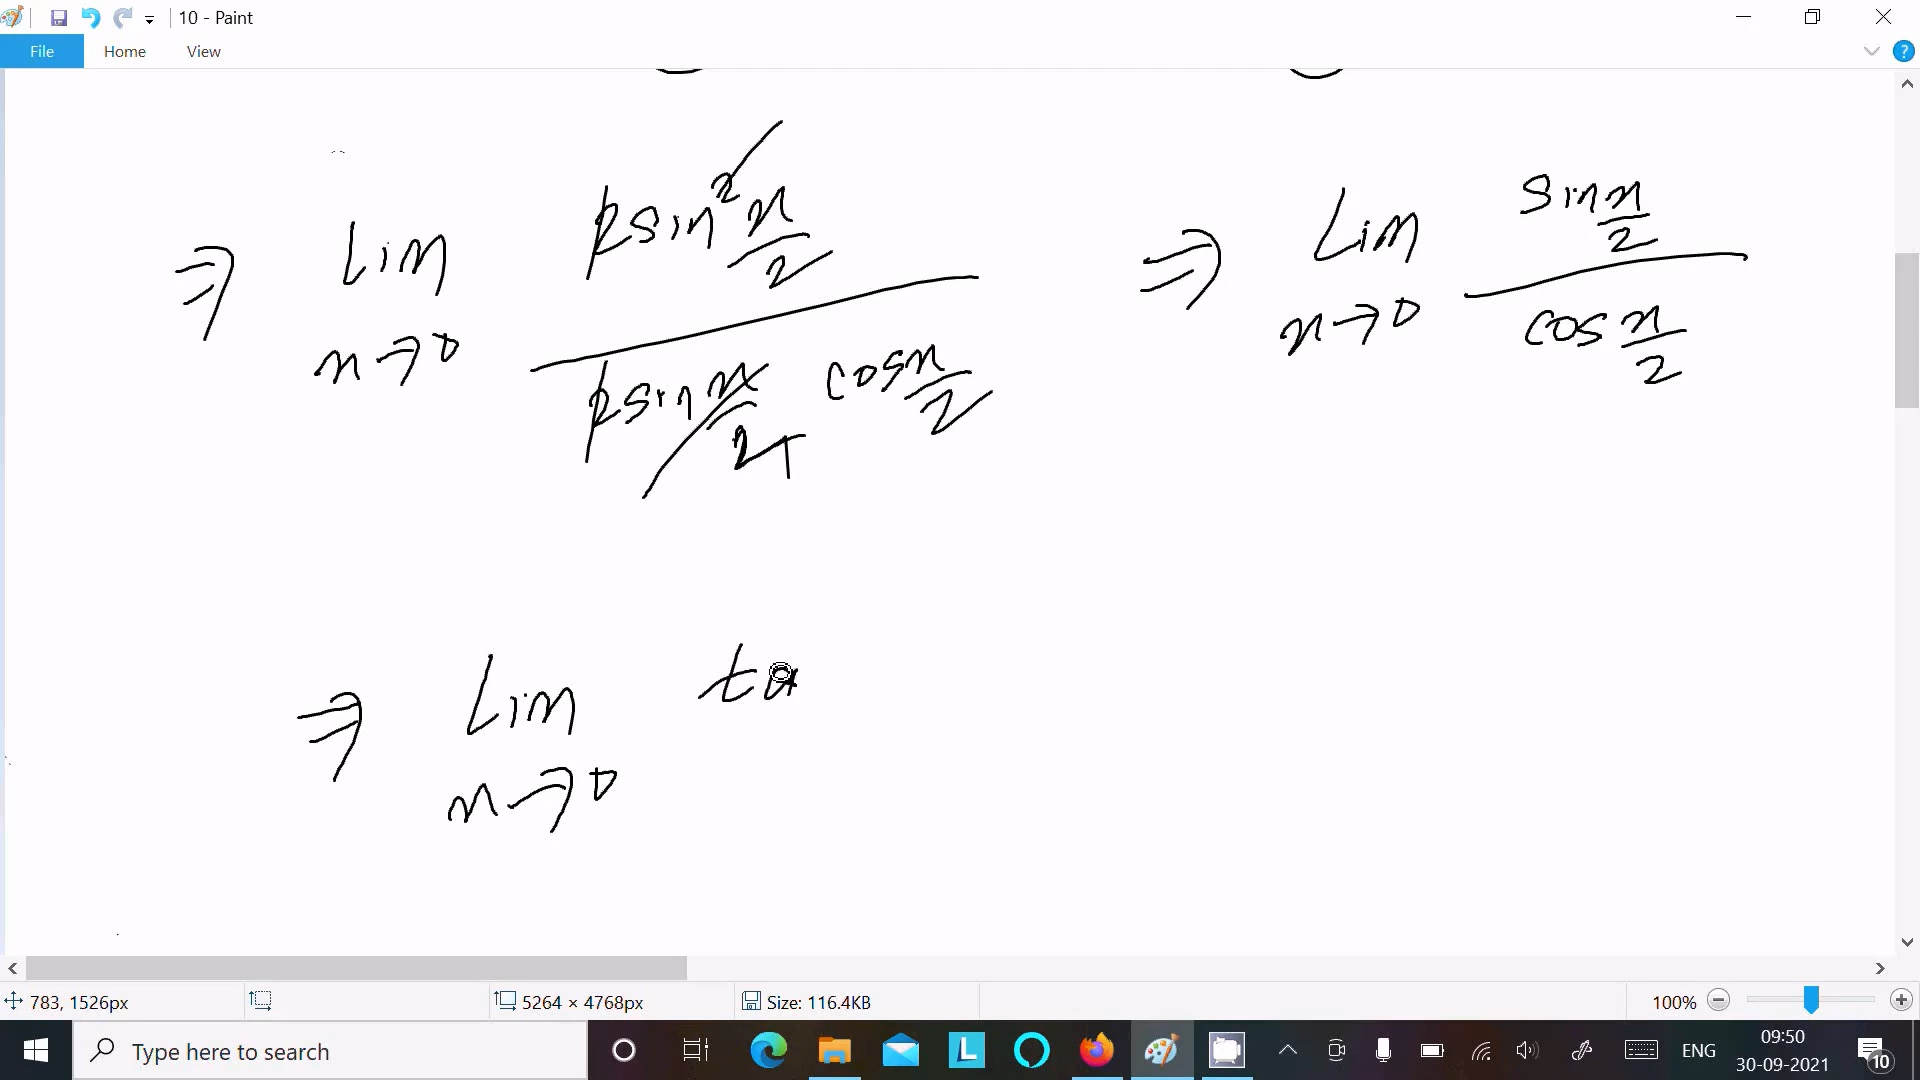 10 - Paint
File Home View
⇒ Lim n→0 2sin²n/2 / 2sin n/2 cos n/2
⇒ Lim n→0 sin n/2 / cos n/2
⇒ Lim n→0 ta
783, 1526px 5264 × 4768px Size: 116.4KB 100%
Type here to search L ENG 09:50
30-09-2021 10